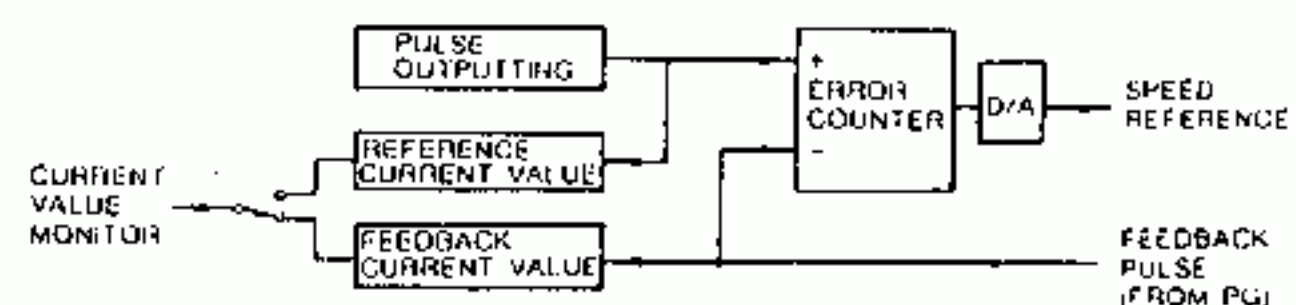 PULSE
OUTPUTTING
+
ERROR
COUNTER
-
D/A
SPEED
REFERENCE
REFERENCE
CURRENT VALUE
CURRENT
VALUE
MONITOR
FEEDBACK
CURRENT VALUE
FEEDBACK
PULSE
(FROM PG)